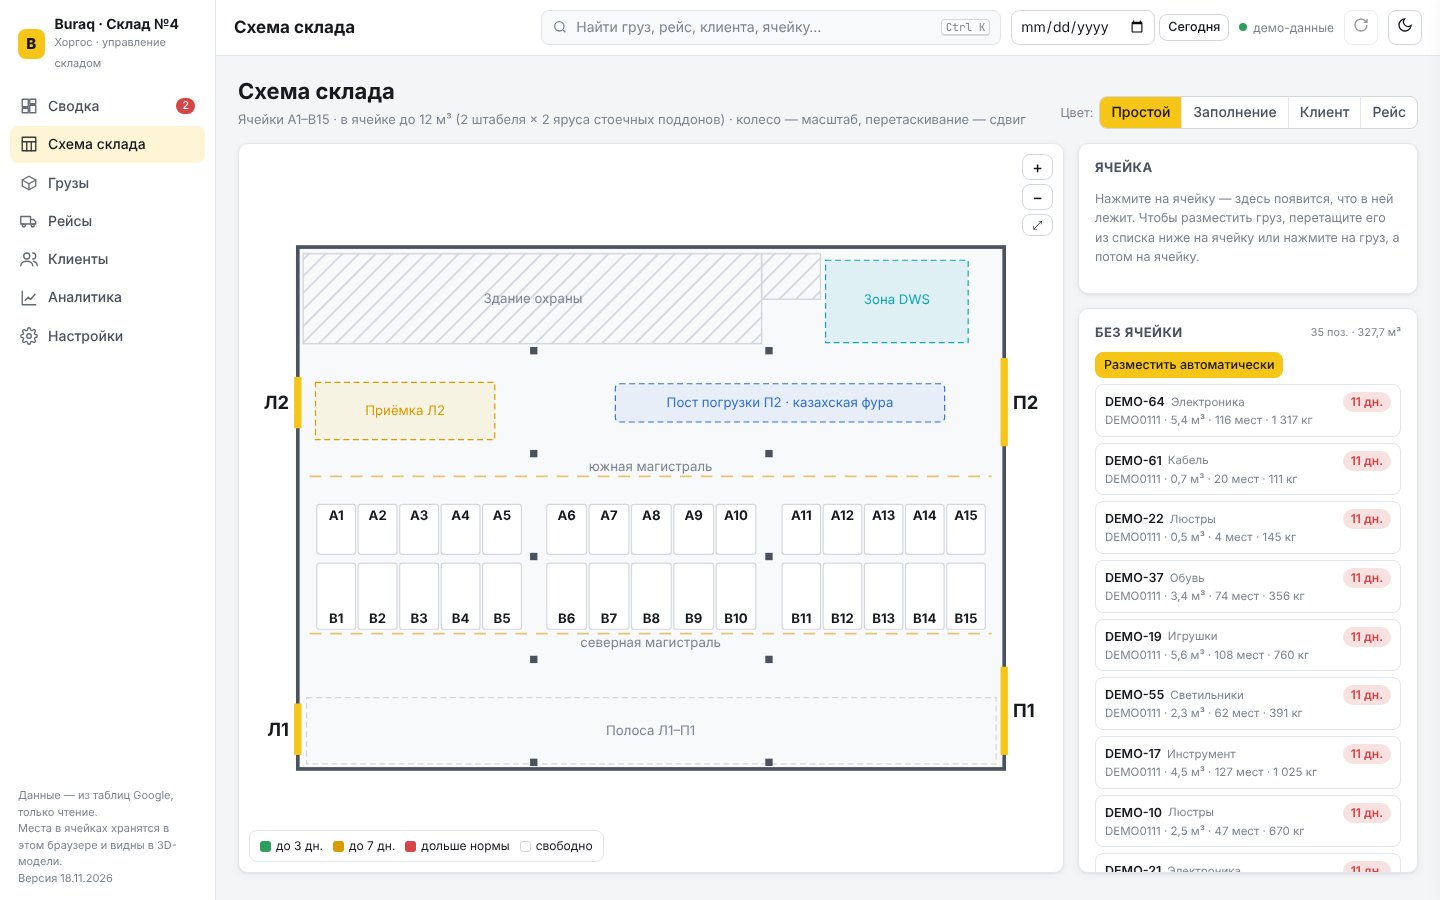 B
Buraq · Склад №4
Хоргос · управление
складом
Сводка
2
Схема склада
Грузы
Рейсы
Клиенты
Аналитика
Настройки
Данные — из таблиц Google,
только чтение.
Места в ячейках хранятся в
этом браузере и видны в 3D-
модели.
Версия 18.11.2026
Схема склада
Найти груз, рейс, клиента, ячейку...
Ctrl K
mm/dd/yyyy
Сегодня
демо-данные
Схема склада
Ячейки A1–B15 · в ячейке до 12 м³ (2 штабеля × 2 яруса стоечных поддонов) · колесо — масштаб, перетаскивание — сдвиг
Цвет:
Простой
Заполнение
Клиент
Рейс
+
−
⤢
Здание охраны
Зона DWS
Л2
Приёмка Л2
Пост погрузки П2 · казахская фура
П2
южная магистраль
A1 A2 A3 A4 A5 A6 A7 A8 A9 A10 A11 A12 A13 A14 A15
B1 B2 B3 B4 B5 B6 B7 B8 B9 B10 B11 B12 B13 B14 B15
северная магистраль
Л1
Полоса Л1–П1
П1
до 3 дн.
до 7 дн.
дольше нормы
свободно
ЯЧЕЙКА
Нажмите на ячейку — здесь появится, что в ней
лежит. Чтобы разместить груз, перетащите его
из списка ниже на ячейку или нажмите на груз, а
потом на ячейку.
БЕЗ ЯЧЕЙКИ
35 поз. · 327,7 м³
Разместить автоматически
DEMO-64 Электроника 11 дн.
DEMO0111 · 5,4 м³ · 116 мест · 1 317 кг
DEMO-61 Кабель 11 дн.
DEMO0111 · 0,7 м³ · 20 мест · 111 кг
DEMO-22 Люстры 11 дн.
DEMO0111 · 0,5 м³ · 4 мест · 145 кг
DEMO-37 Обувь 11 дн.
DEMO0111 · 3,4 м³ · 74 мест · 356 кг
DEMO-19 Игрушки 11 дн.
DEMO0111 · 5,6 м³ · 108 мест · 760 кг
DEMO-55 Светильники 11 дн.
DEMO0111 · 2,3 м³ · 62 мест · 391 кг
DEMO-17 Инструмент 11 дн.
DEMO0111 · 4,5 м³ · 127 мест · 1 025 кг
DEMO-10 Люстры 11 дн.
DEMO0111 · 2,5 м³ · 47 мест · 670 кг
DEMO-21 Электроника 11 дн.